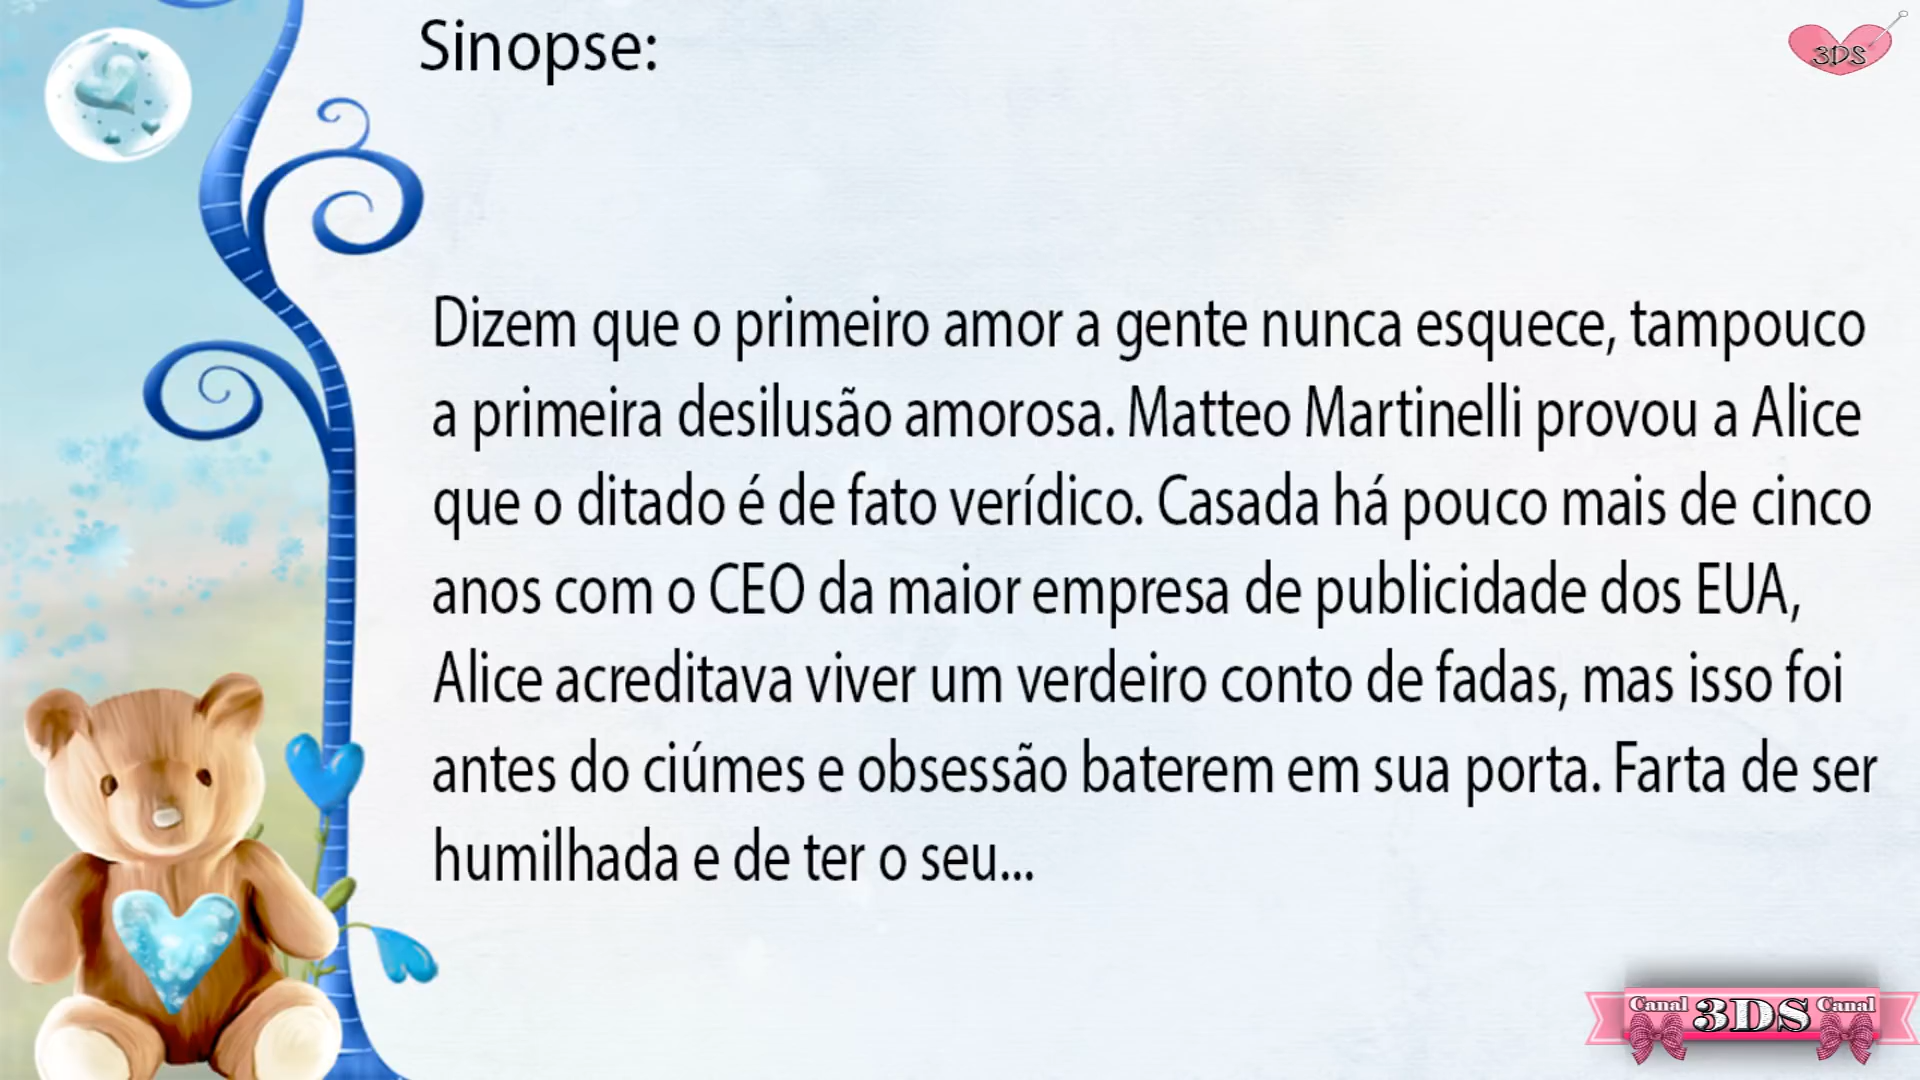 Sinopse:
3DS
Dizem que o primeiro amor a gente nunca esquece, tampouco
a primeira desilusão amorosa. Matteo Martinelli provou a Alice
que o ditado é de fato verídico. Casada há pouco mais de cinco
anos com o CEO da maior empresa de publicidade dos EUA,
Alice acreditava viver um verdeiro conto de fadas, mas isso foi
antes do ciúmes e obsessão baterem em sua porta. Farta de ser
humilhada e de ter o seu...
Canal 3DS Canal